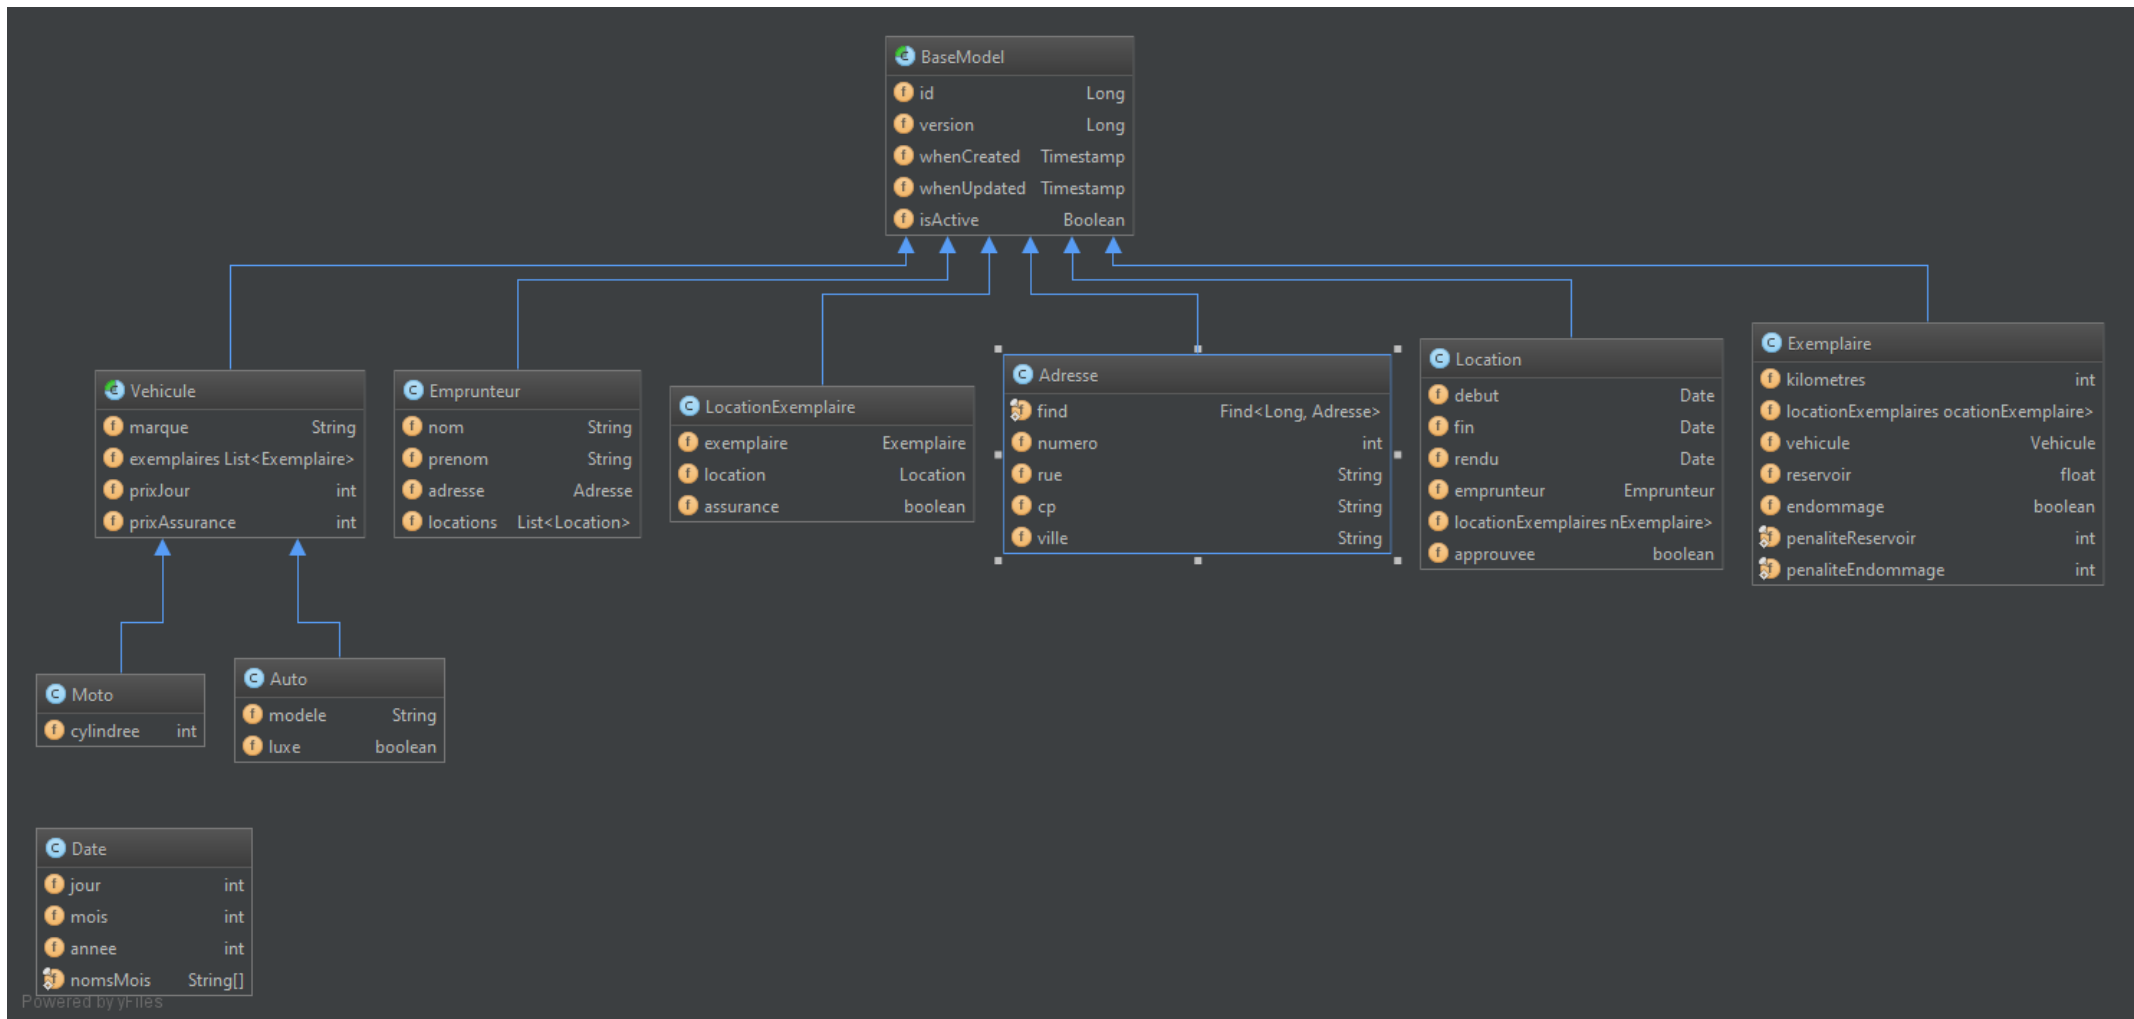 BaseModel
id Long
version Long
whenCreated Timestamp
whenUpdated Timestamp
isActive Boolean
Vehicule
marque String
exemplaires List<Exemplaire>
prixJour int
prixAssurance int
Emprunteur
nom String
prenom String
adresse Adresse
locations List<Location>
LocationExemplaire
exemplaire Exemplaire
location Location
assurance boolean
Adresse
find Find<Long, Adresse>
numero int
rue String
cp String
ville String
Location
debut Date
fin Date
rendu Date
emprunteur Emprunteur
locationExemplaires nExemplaire>
approuvee boolean
Exemplaire
kilometres int
locationExemplaires ocationExemplaire>
vehicule Vehicule
reservoir float
endommage boolean
penaliteReservoir int
penaliteEndommage int
Moto
cylindree int
Auto
modele String
luxe boolean
Date
jour int
mois int
annee int
nomsMois String[]
Powered by yFiles